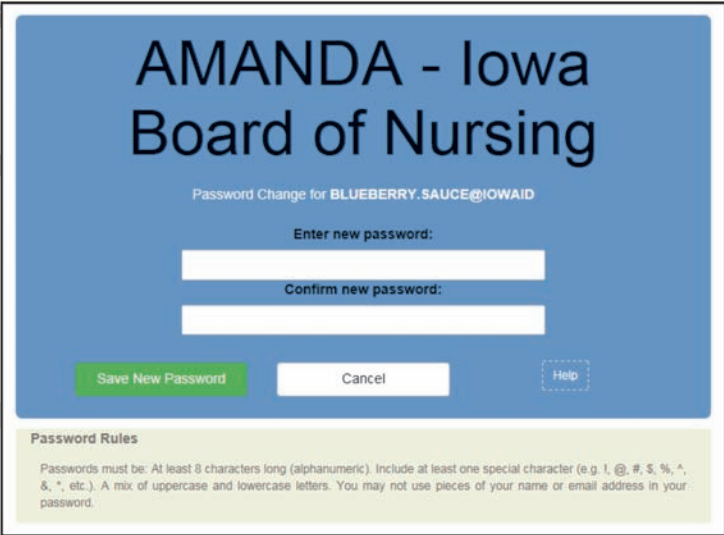 AMANDA - Iowa
Board of Nursing
Password Change for BLUEBERRY.SAUCE@IOWAID
Enter new password:
Confirm new password:
Save New Password
Cancel
Help
Password Rules
Passwords must be: At least 8 characters long (alphanumeric). Include at least one special character (e.g. !, @, #, $, %, ^,
&, *, etc.). A mix of uppercase and lowercase letters. You may not use pieces of your name or email address in your
password.